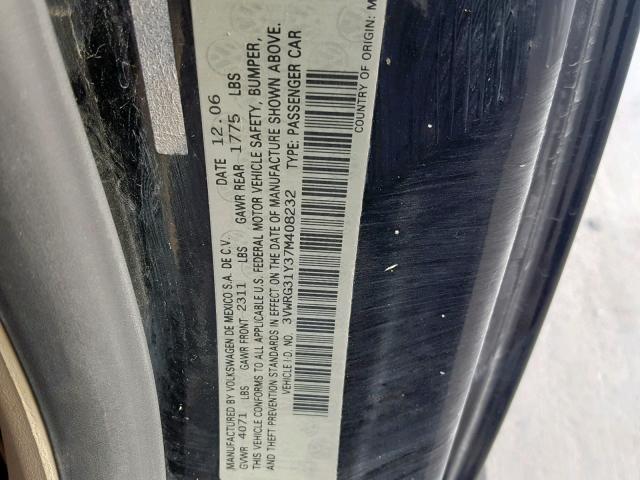 MANUFACTURED BY VOLKSWAGEN DE MEXICO S.A. DE C.V. DATE 12.06
GVWR 4071 LBS GAWR FRONT 2311 LBS GAWR REAR 1775 LBS
THIS VEHICLE CONFORMS TO ALL APPLICABLE U.S. FEDERAL MOTOR VEHICLE SAFETY, BUMPER,
AND THEFT PREVENTION STANDARDS IN EFFECT ON THE DATE OF MANUFACTURE SHOWN ABOVE.
VEHICLE I.D. NO. 3VWRG31Y37M408232 TYPE: PASSENGER CAR
COUNTRY OF ORIGIN: M